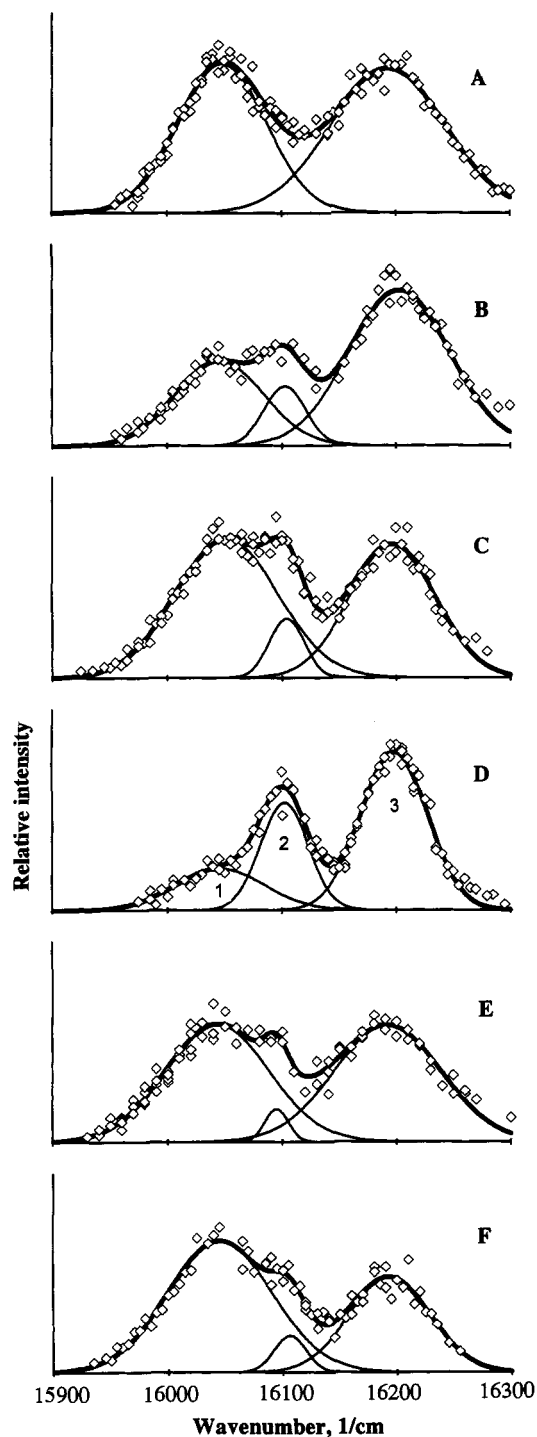 A
B
C
Relative intensity
D
1
2
3
E
F
15900 16000 16100 16200 16300
Wavenumber, 1/cm